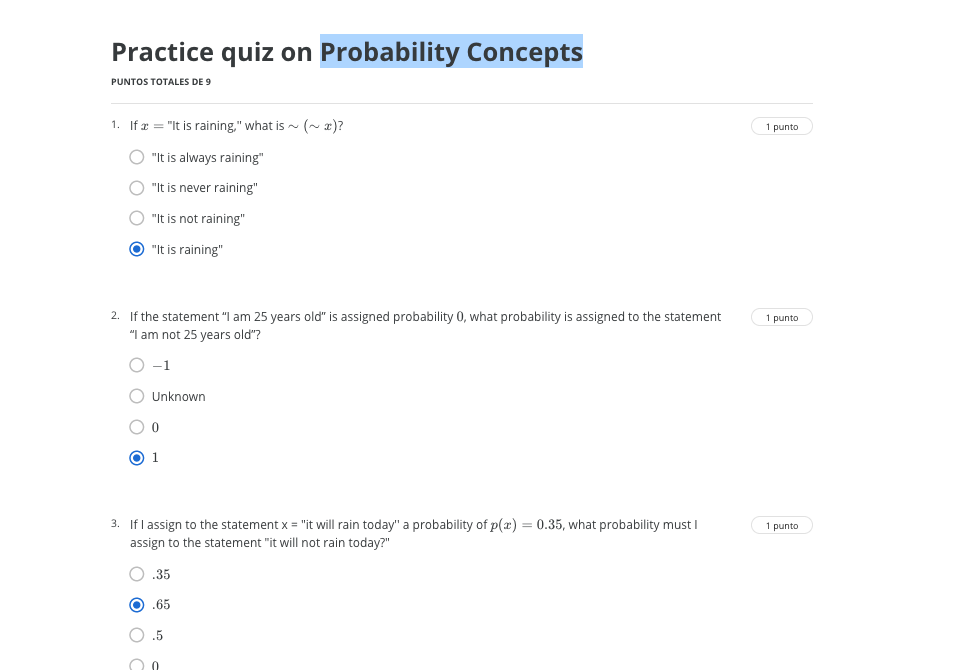 Practice quiz on Probability Concepts
PUNTOS TOTALES DE 9
1. If x = "It is raining," what is ∼ (∼ x)?
1 punto
"It is always raining"
"It is never raining"
"It is not raining"
"It is raining"
2. If the statement “I am 25 years old” is assigned probability 0, what probability is assigned to the statement
“I am not 25 years old”?
1 punto
−1
Unknown
0
1
3. If I assign to the statement x = "it will rain today'' a probability of p(x) = 0.35, what probability must I
assign to the statement "it will not rain today?"
1 punto
.35
.65
.5
0